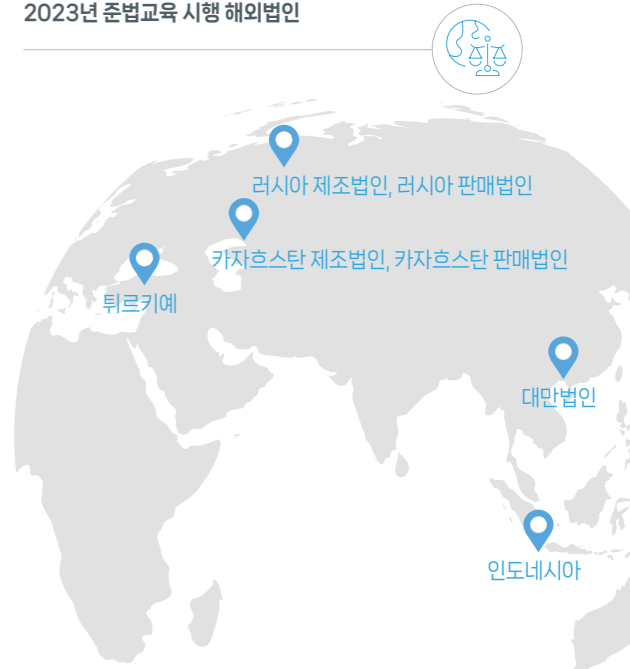 2023년 준법교육 시행 해외법인
러시아 제조법인, 러시아 판매법인
카자흐스탄 제조법인, 카자흐스탄 판매법인
튀르키예
대만법인
인도네시아